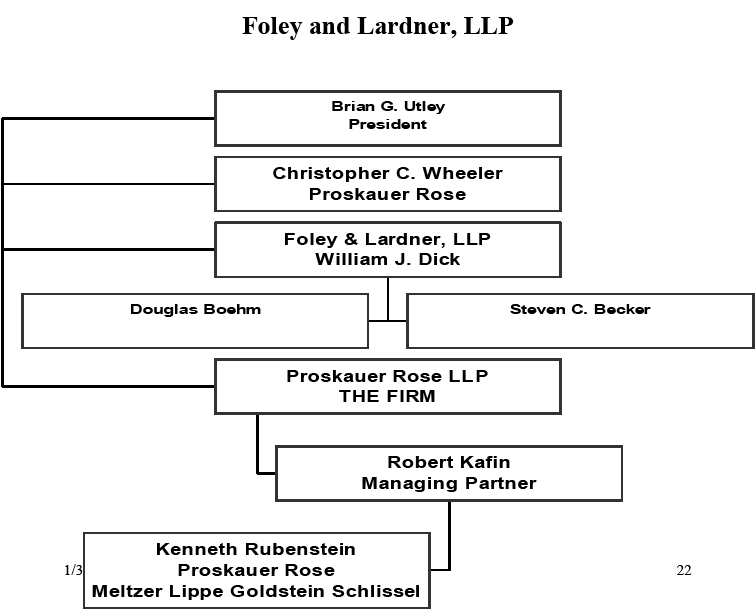 Foley and Lardner, LLP
Brian G. Utley
President
Christopher C. Wheeler
Proskauer Rose
Foley & Lardner, LLP
William J. Dick
Douglas Boehm
Steven C. Becker
Proskauer Rose LLP
THE FIRM
Robert Kafin
Managing Partner
Kenneth Rubenstein
Proskauer Rose
Meltzer Lippe Goldstein Schlissel
1/3
22